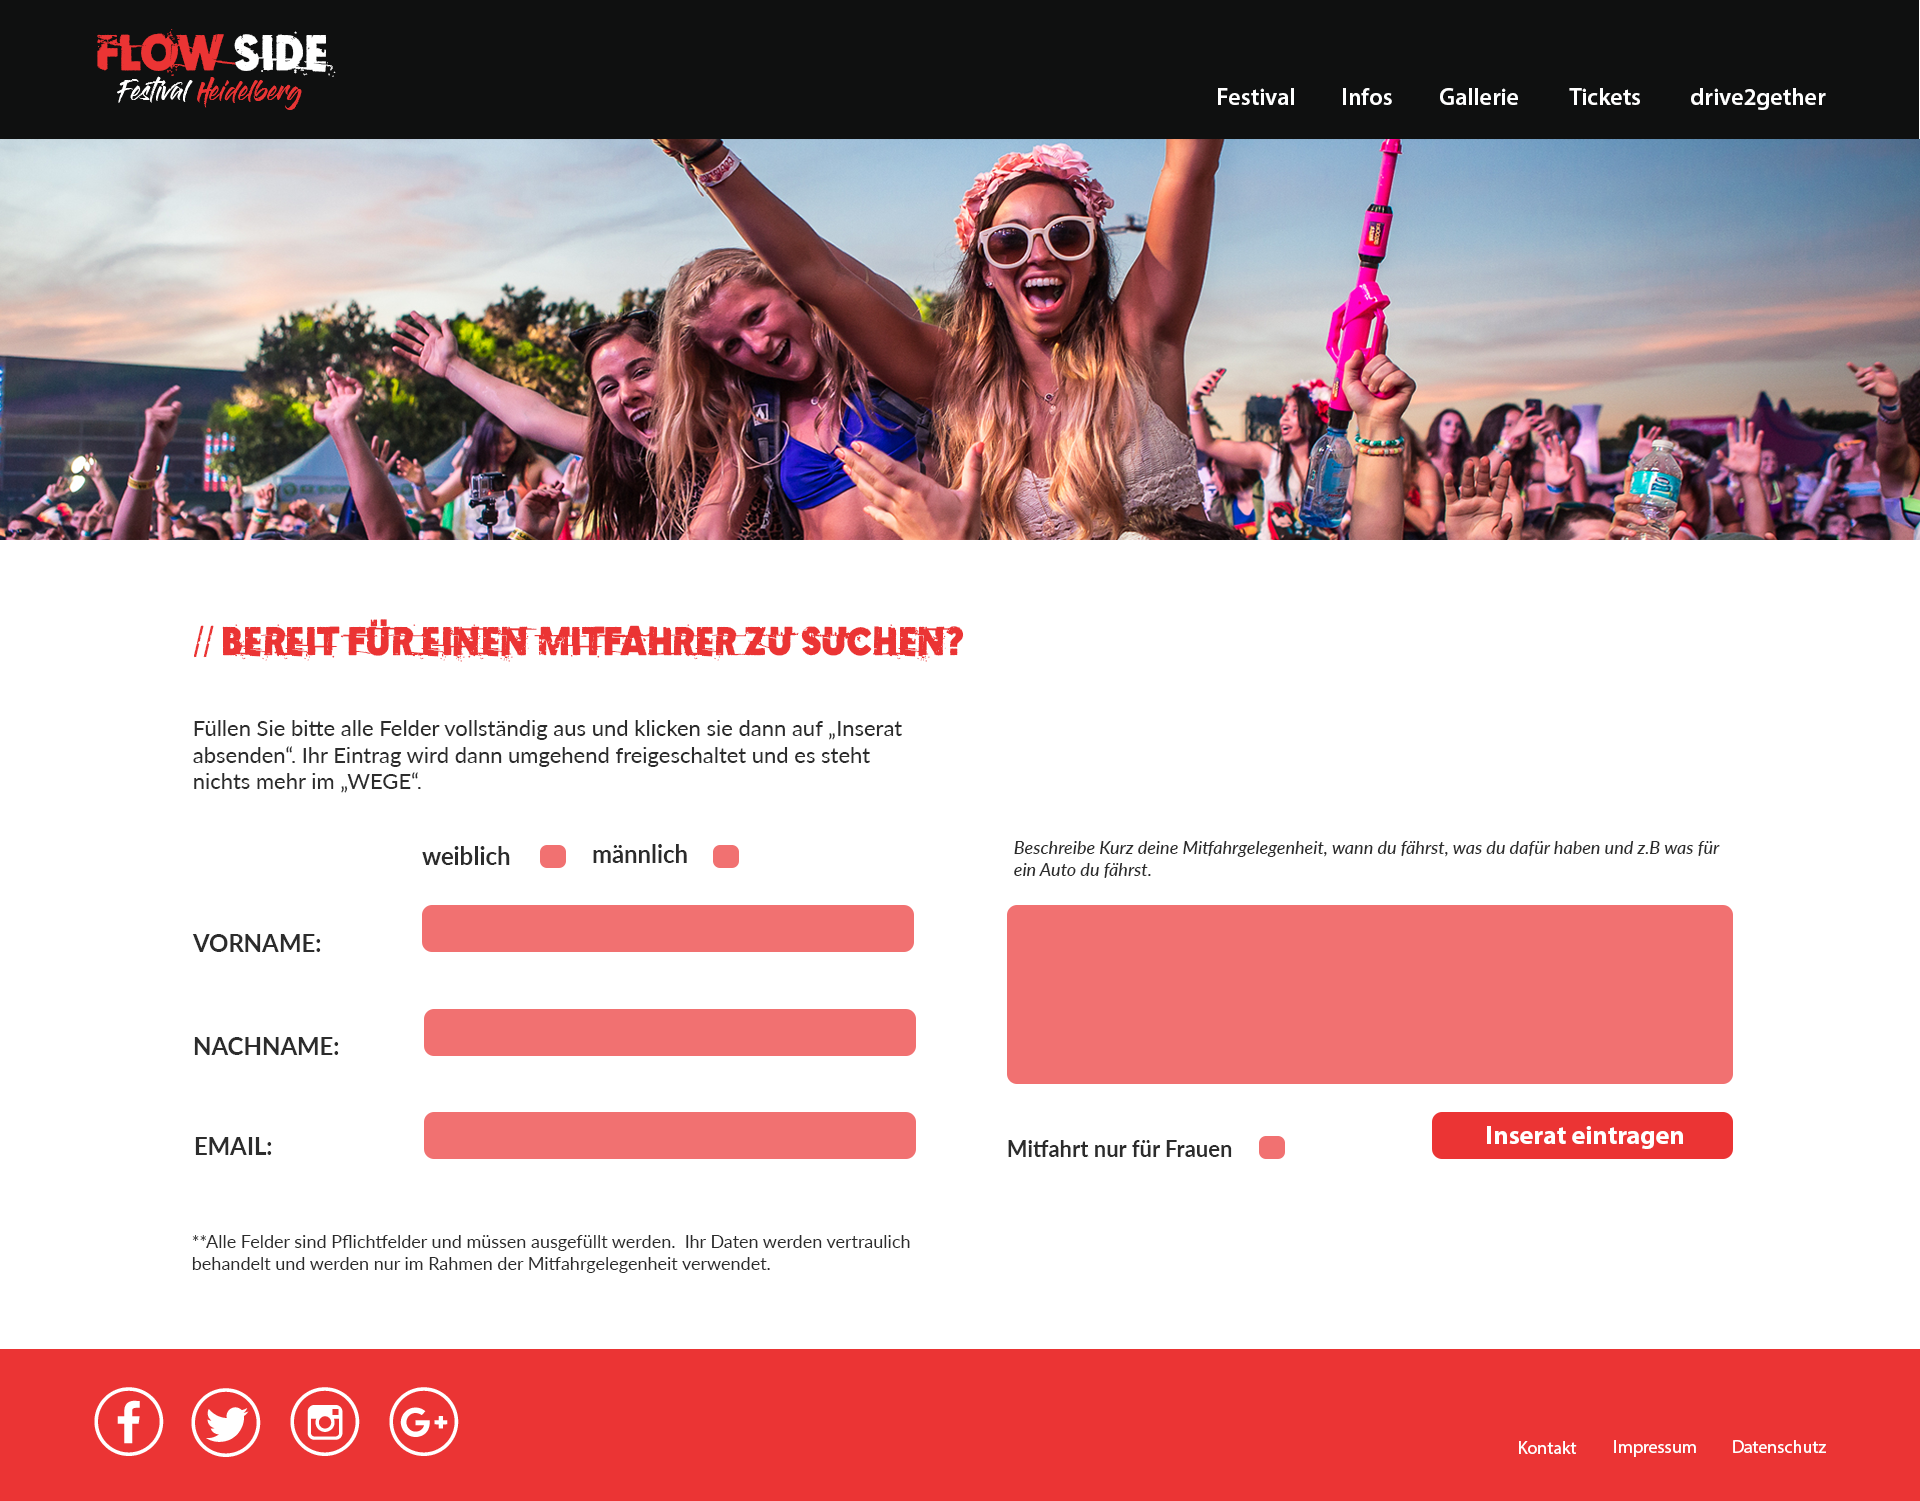 FLOW SIDE
Festival Heidelberg
Festival Infos Gallerie Tickets drive2gether
// BEREIT FÜR EINEN MITFAHRER ZU SUCHEN?
Füllen Sie bitte alle Felder vollständig aus und klicken sie dann auf „Inserat
absenden“. Ihr Eintrag wird dann umgehend freigeschaltet und es steht
nichts mehr im „WEGE“.
weiblich männlich
VORNAME:
NACHNAME:
EMAIL:
Beschreibe Kurz deine Mitfahrgelegenheit, wann du fährst, was du dafür haben und z.B was für
ein Auto du fährst.
Mitfahrt nur für Frauen
Inserat eintragen
**Alle Felder sind Pflichtfelder und müssen ausgefüllt werden. Ihr Daten werden vertraulich
behandelt und werden nur im Rahmen der Mitfahrgelegenheit verwendet.
Kontakt Impressum Datenschutz